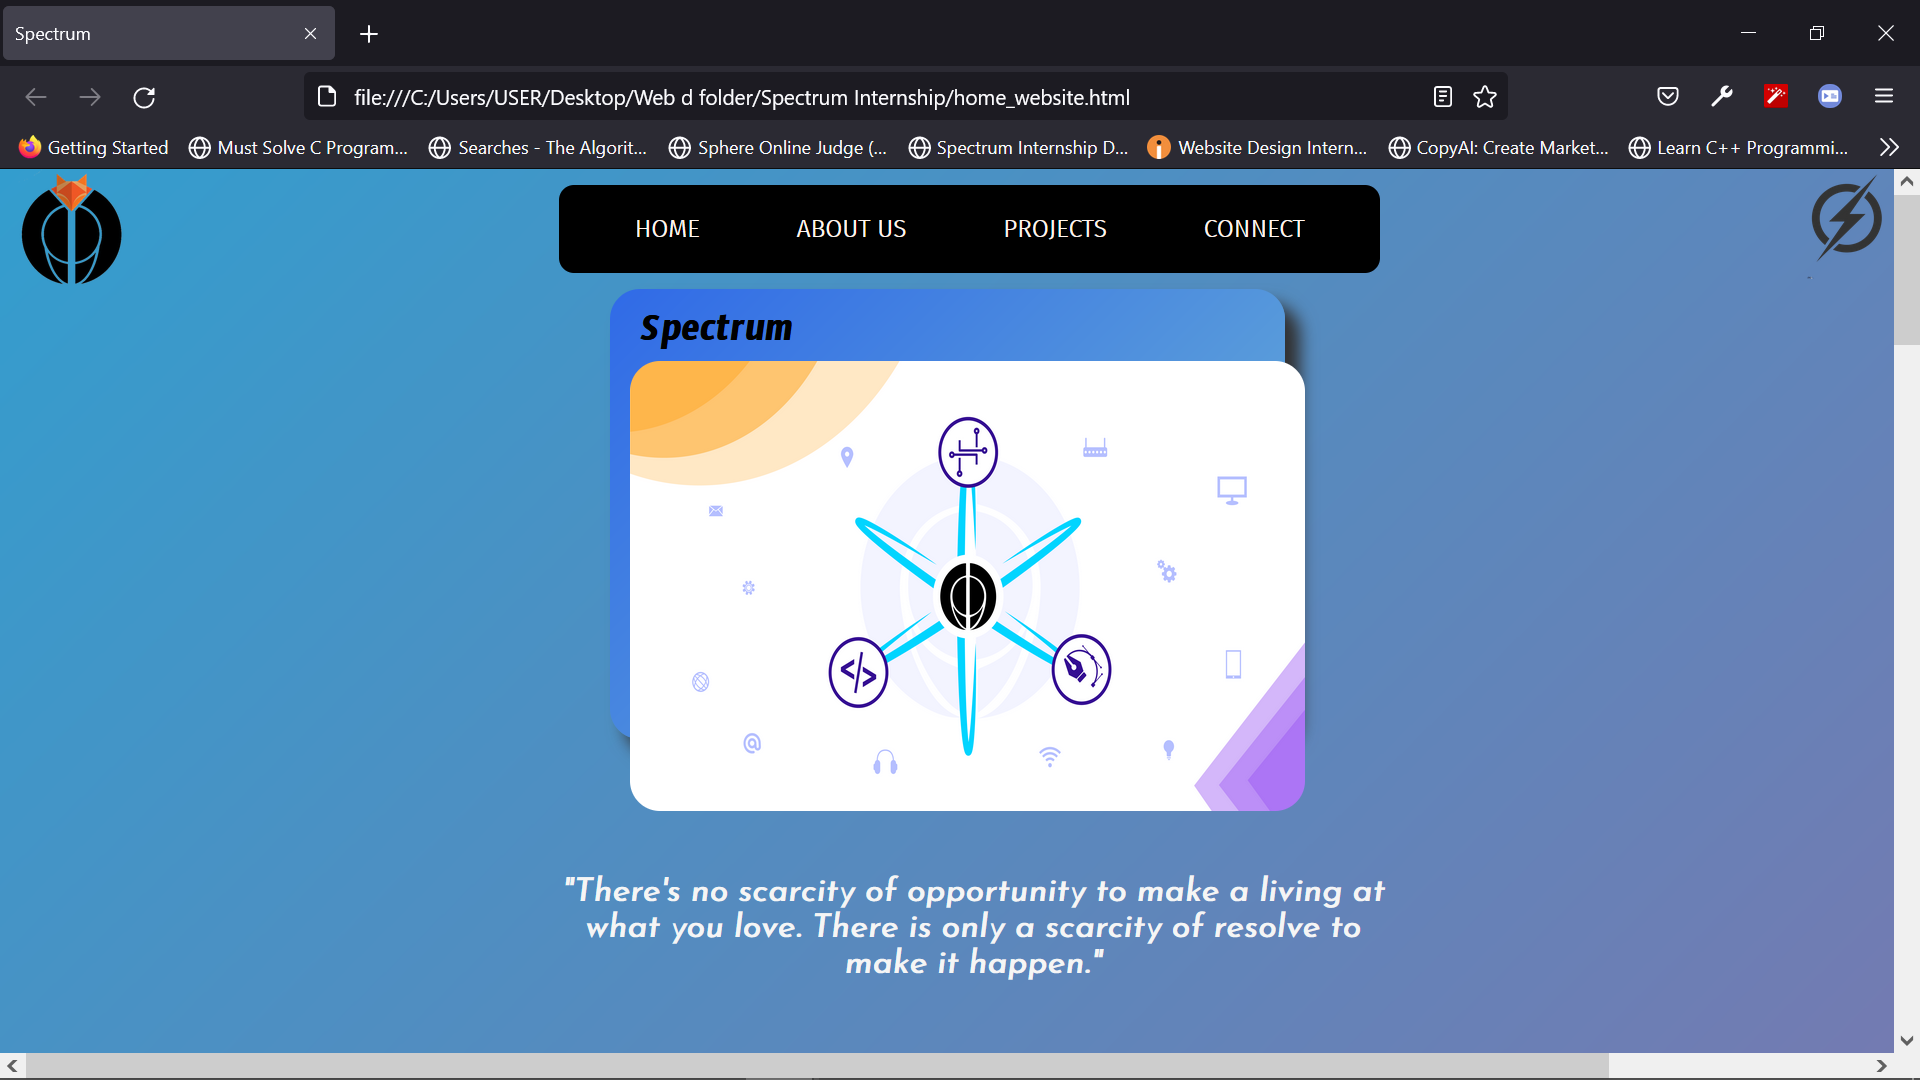 Spectrum
file:///C:/Users/USER/Desktop/Web d folder/Spectrum Internship/home_website.html
Getting Started Must Solve C Program... Searches - The Algorit... Sphere Online Judge (... Spectrum Internship D... Website Design Intern... CopyAI: Create Market... Learn C++ Programmi...
HOME ABOUT US PROJECTS CONNECT
Spectrum
"There's no scarcity of opportunity to make a living at
what you love. There is only a scarcity of resolve to
make it happen."